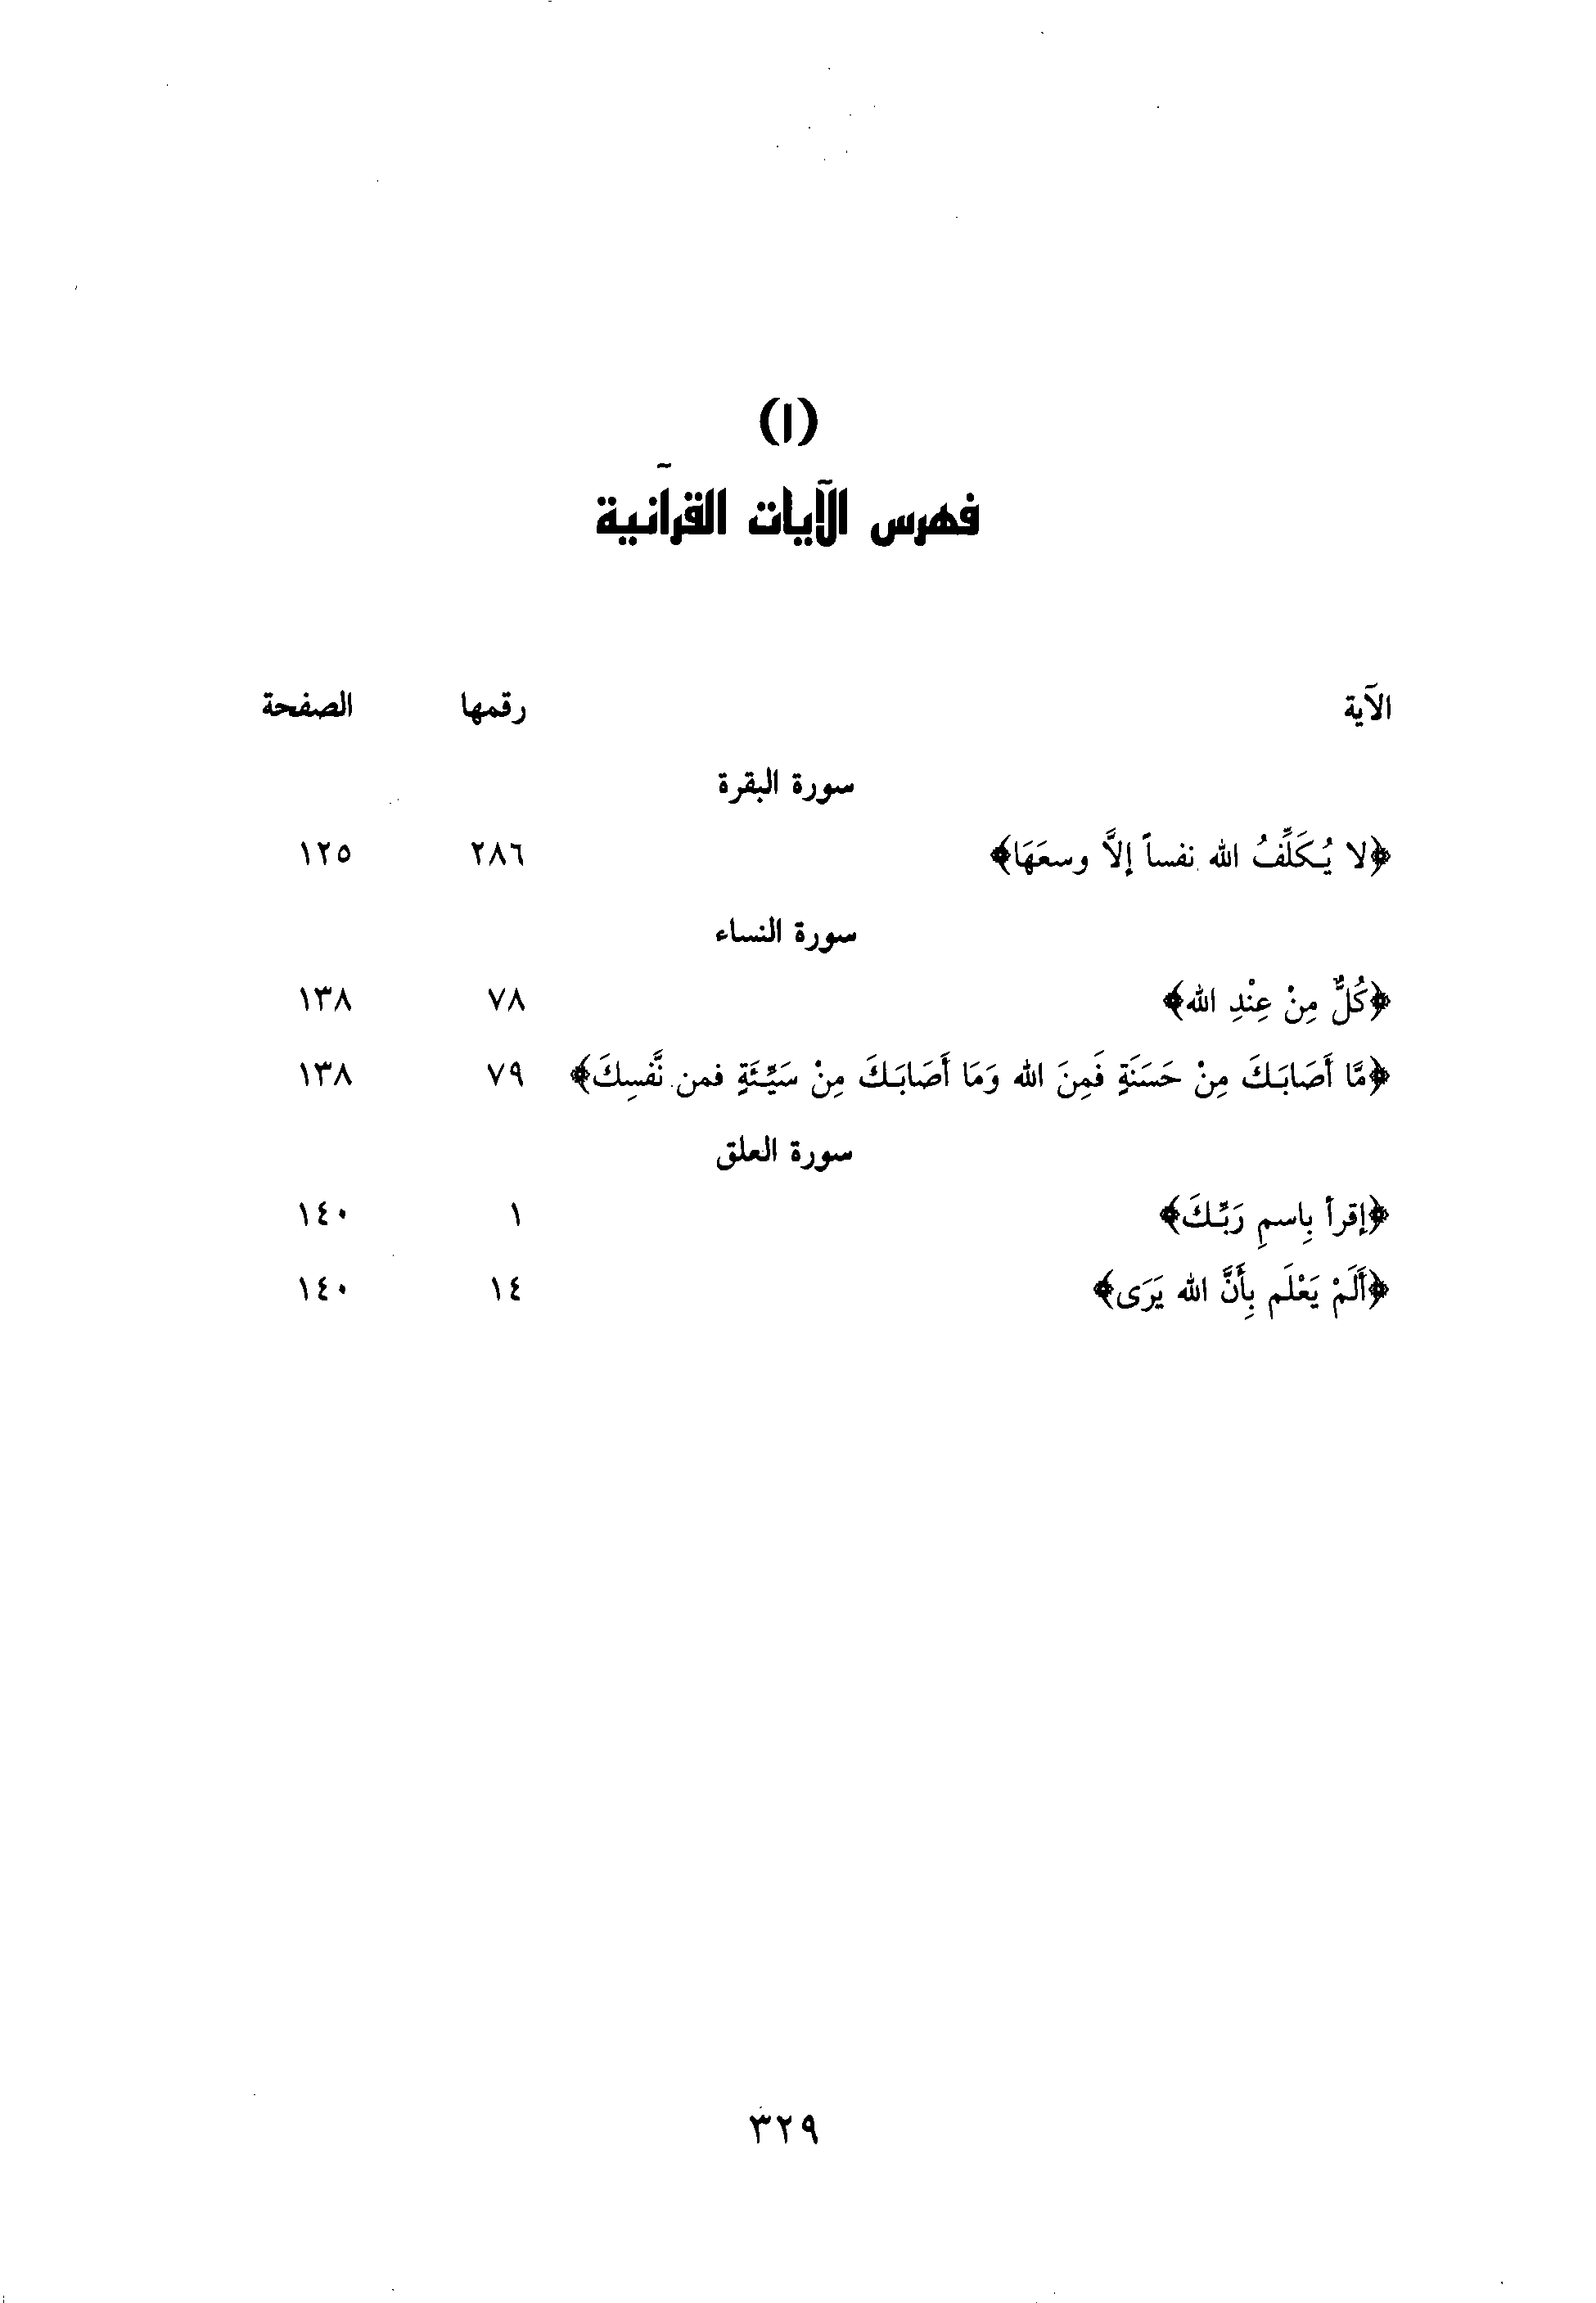 (١)
فهرس الآيات القرآنية
الآية رقمها الصفحة
سورة البقرة
﴿لا يُكَلِّفُ الله نفساً إلاَّ وسعَهَا﴾ ٢٨٦ ١٢٥
سورة النساء
﴿كُلٌّ مِنْ عِنْدِ الله﴾ ٧٨ ١٣٨
﴿مَّا أَصَابَكَ مِنْ حَسَنَةٍ فَمِنَ الله وَمَا أَصَابَكَ مِنْ سَيِّئَةٍ فمن نَّفسِكَ﴾ ٧٩ ١٣٨
سورة العلق
﴿إقرأ بِاسمِ رَبِّكَ﴾ ١ ١٤٠
﴿أَلَمْ يَعْلَم بِأَنَّ الله يَرَى﴾ ١٤ ١٤٠
٣٢٩